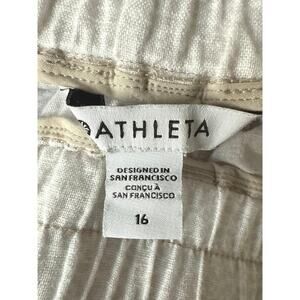 ATHLETA
DESIGNED IN
SAN FRANCISCO
CONÇU À
SAN FRANCISCO
16